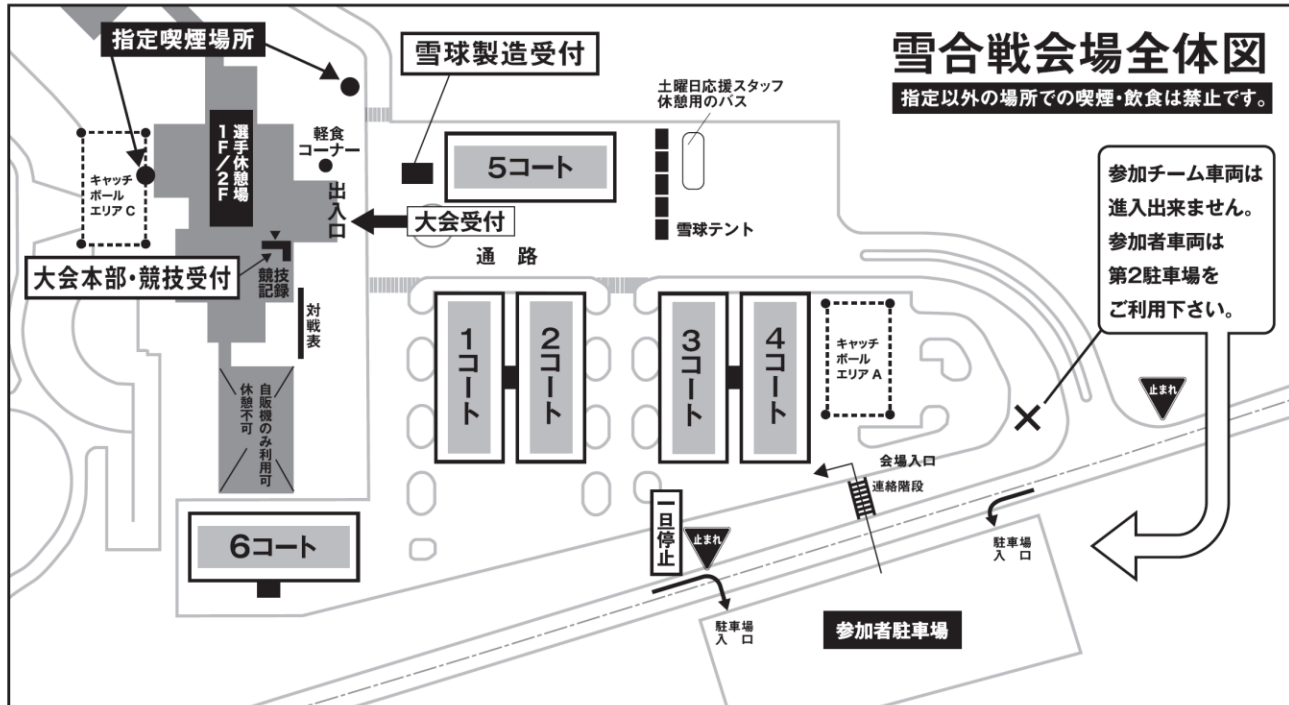 雪合戦会場全体図
指定以外の場所での喫煙・飲食は禁止です。
指定喫煙場所
雪球製造受付
土曜日応援スタッフ
休憩用のバス
選手休憩場
1F/2F
軽食
コーナー
5コート
キャッチ
ボール
エリア C
出入口
大会受付
雪球テント
参加チーム車両は
進入出来ません。
参加者車両は
第2駐車場を
ご利用下さい。
通 路
大会本部・競技受付
競技
記録
対戦表
1コート
2コート
3コート
4コート
キャッチ
ボール
エリア A
止まれ
自販機のみ利用可
休憩不可
会場入口
連絡階段
一旦停止
止まれ
駐車場
入 口
6コート
駐車場
入 口
参加者駐車場